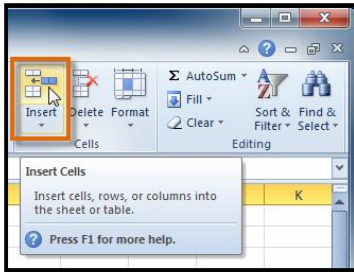 Insert Delete Format
Cells
Σ AutoSum
Fill
Clear
Sort & Filter
Find & Select
Editing
Insert Cells
Insert cells, rows, or columns into
the sheet or table.
Press F1 for more help.
K